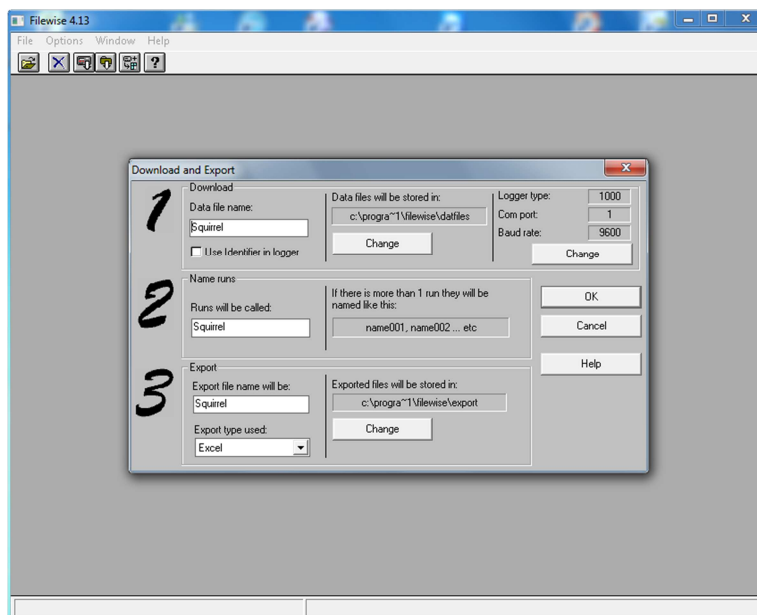 Filewise 4.13
File Options Window Help
Download and Export
1
Download
Data file name:
Squirrel
Use Identifier in logger
Data files will be stored in:
c:\progra~1\filewise\datfiles
Change
Logger type: 1000
Com port: 1
Baud rate: 9600
Change
2
Name runs
Runs will be called:
Squirrel
If there is more than 1 run they will be
named like this:
name001, name002 ... etc
OK
Cancel
Help
3
Export
Export file name will be:
Squirrel
Export type used:
Excel
Exported files will be stored in:
c:\progra~1\filewise\export
Change